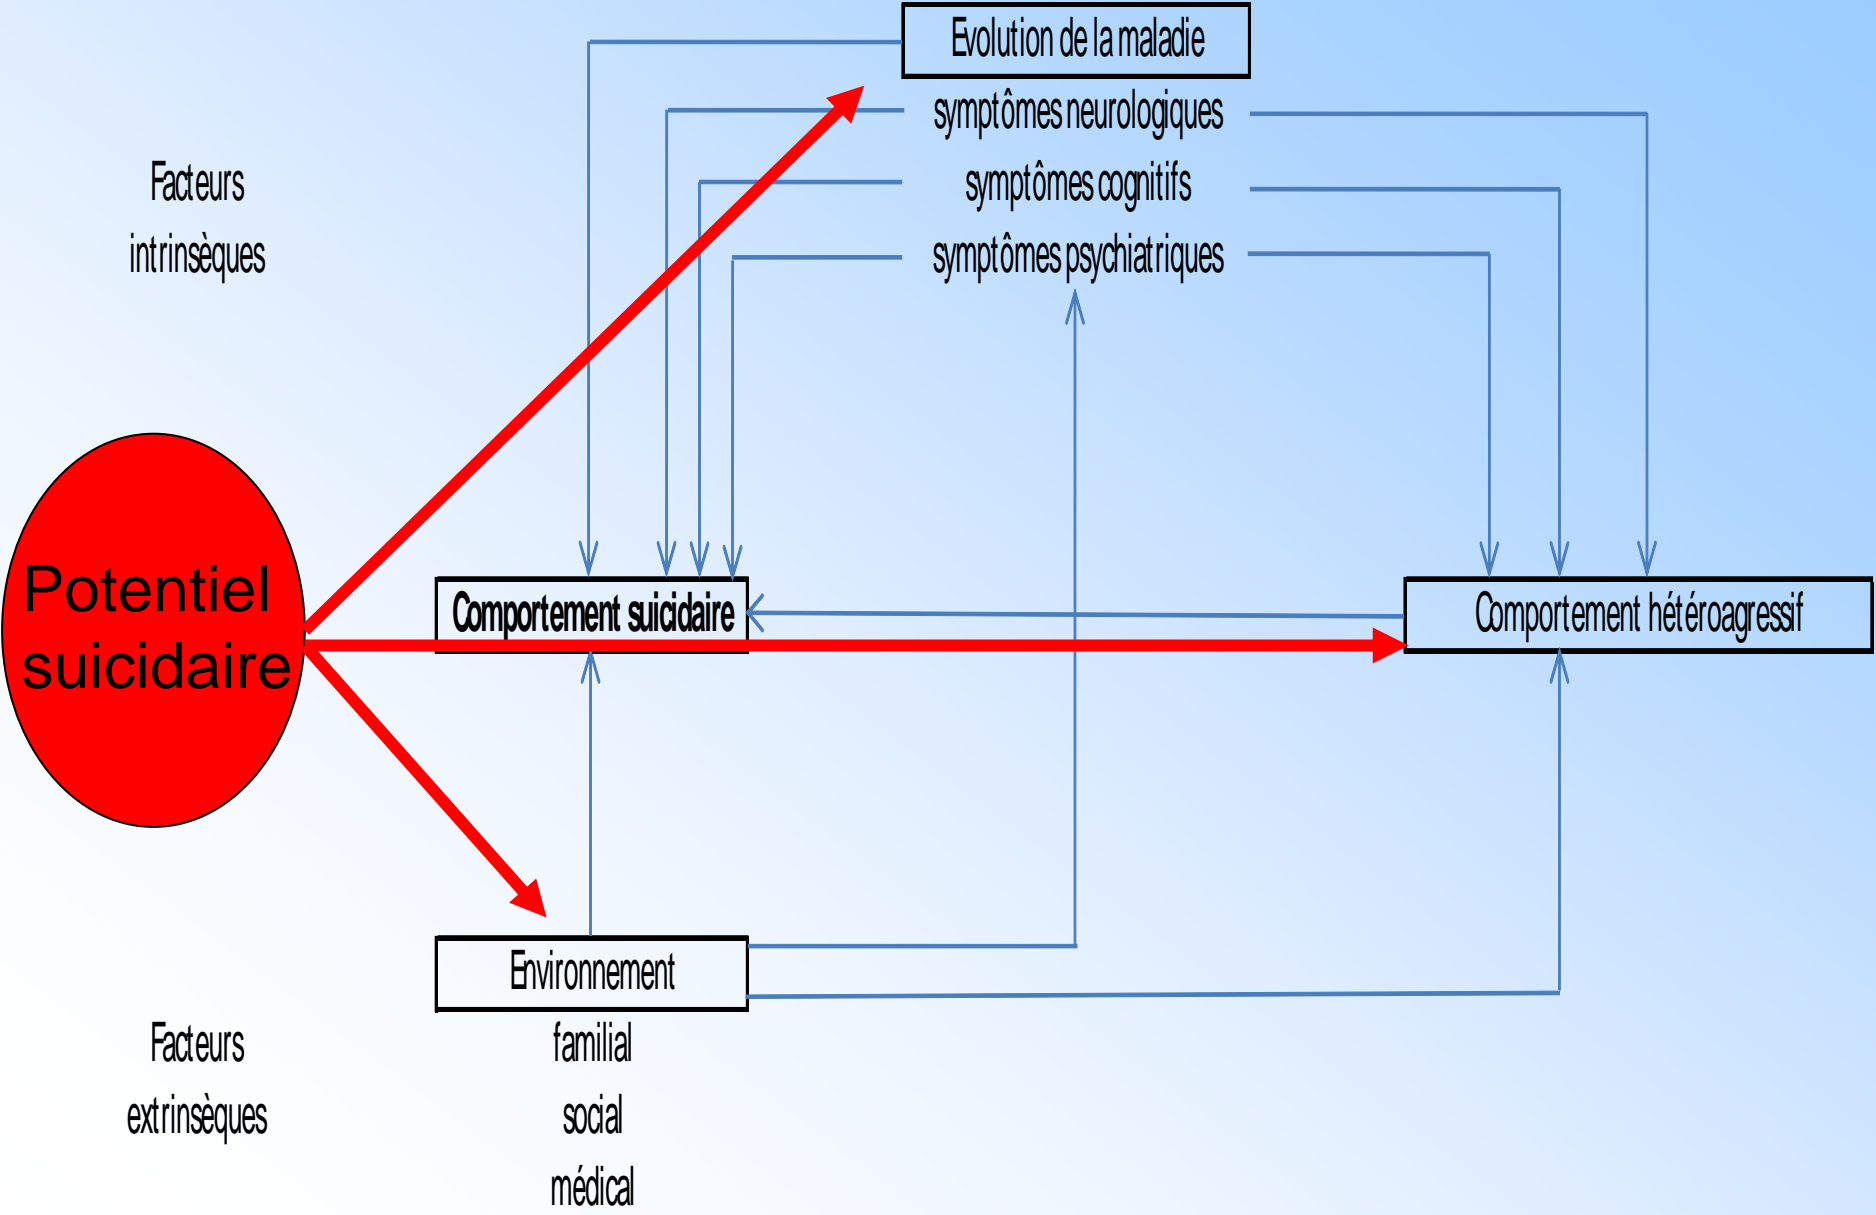 Evolution de la maladie
symptômes neurologiques
Facteurs
intrinsèques
symptômes cognitifs
symptômes psychiatriques
Potentiel
suicidaire
Comportement suicidaire
Comportement hétéroagressif
Environnement
Facteurs
extrinsèques
familial
social
médical